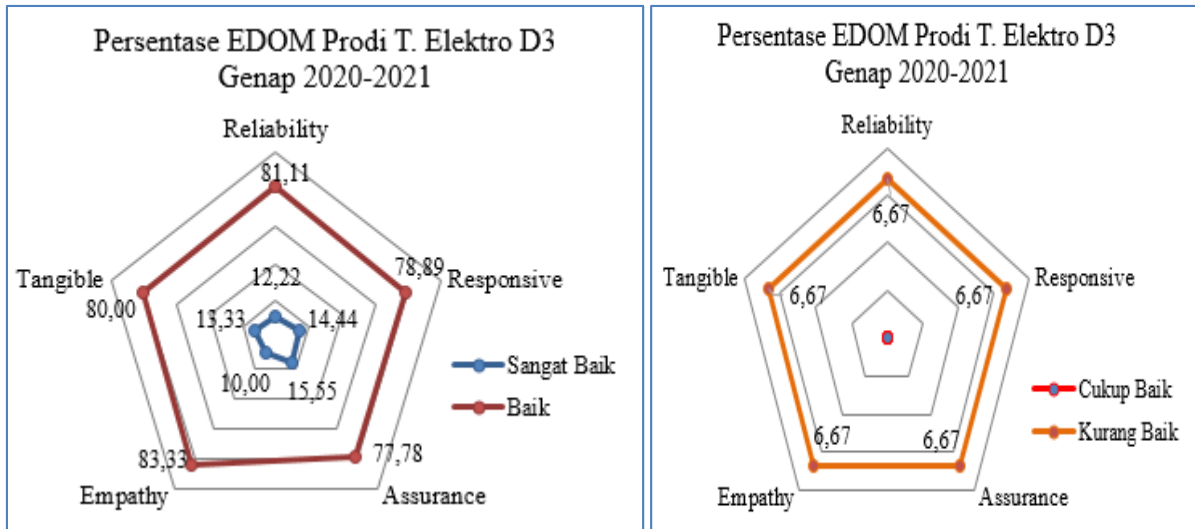 Persentase EDOM Prodi T. Elektro D3
Genap 2020-2021
Reliability
81,11
78,89
Responsive
Tangible
80,00
12,22
13,33
14,44
10,00
15,55
83,33
77,78
Empathy
Assurance
Sangat Baik
Baik
Persentase EDOM Prodi T. Elektro D3
Genap 2020-2021
Reliability
6,67
Tangible
6,67
6,67
Responsive
6,67
6,67
Empathy
Assurance
Cukup Baik
Kurang Baik